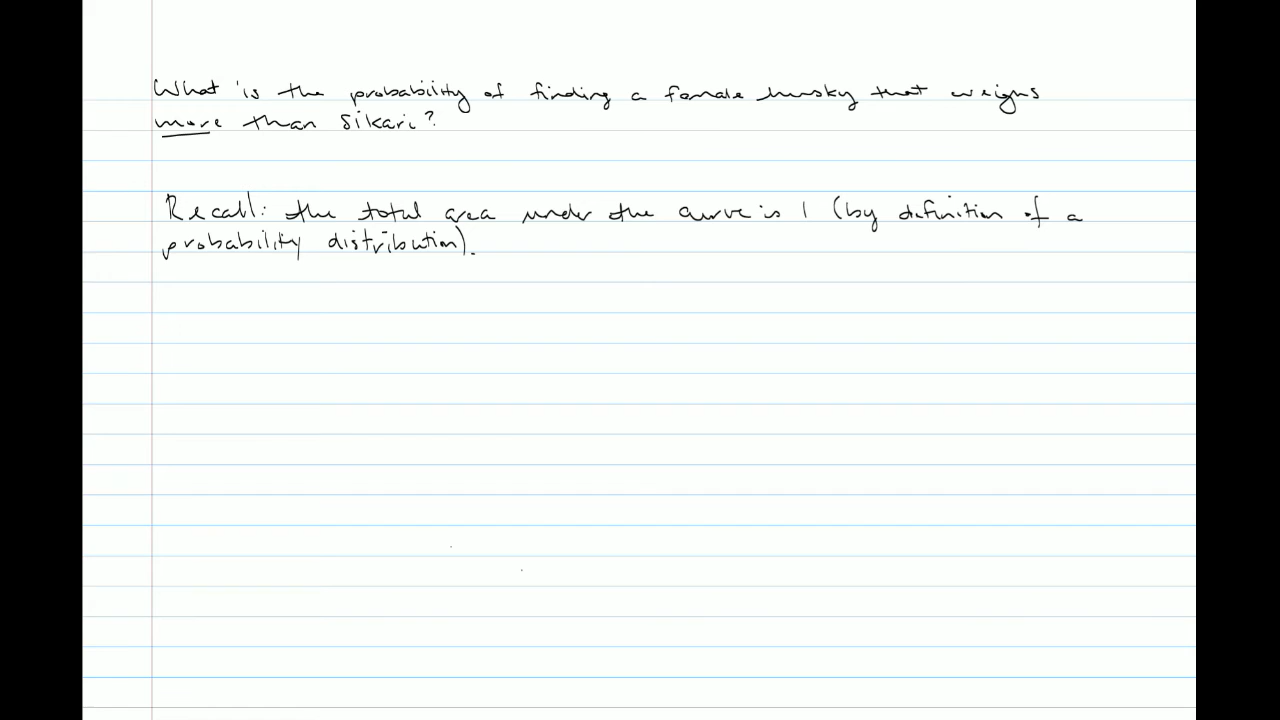 What is the probability of finding a female husky that weighs
more than Sikari?
Recall: the total area under the curve is 1 (by definition of a
probability distribution).